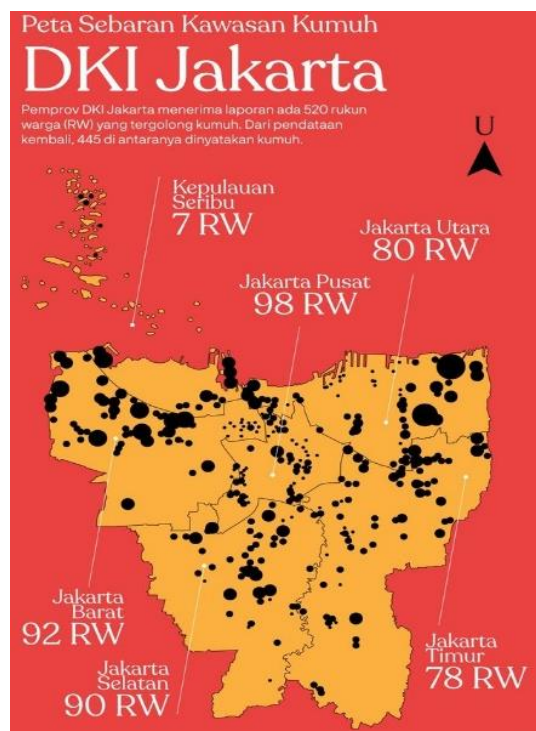 Peta Sebaran Kawasan Kumuh
DKI Jakarta
Pemprov DKI Jakarta menerima laporan ada 520 rukun
warga (RW) yang tergolong kumuh. Dari pendataan
kembali, 445 di antaranya dinyatakan kumuh.
U
Kepulauan
Seribu
7 RW
Jakarta Utara
80 RW
Jakarta Pusat
98 RW
Jakarta
Barat
92 RW
Jakarta
Selatan
90 RW
Jakarta
Timur
78 RW